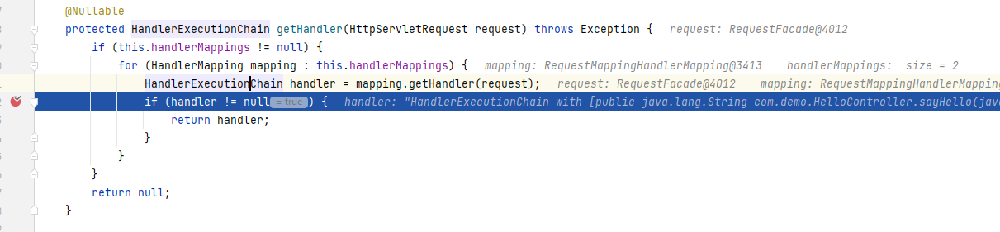 @Nullable
protected HandlerExecutionChain getHandler(HttpServletRequest request) throws Exception { request: RequestFacade@4012
if (this.handlerMappings != null) {
for (HandlerMapping mapping : this.handlerMappings) { mapping: RequestMappingHandlerMapping@3413 handlerMappings: size = 2
HandlerExecutionChain handler = mapping.getHandler(request); request: RequestFacade@4012 mapping: RequestMappingHandlerMapping
if (handler != null = true ) { handler: "HandlerExecutionChain with [public java.lang.String com.demo.HelloController.sayHello(jav
return handler;
}
}
}
return null;
}